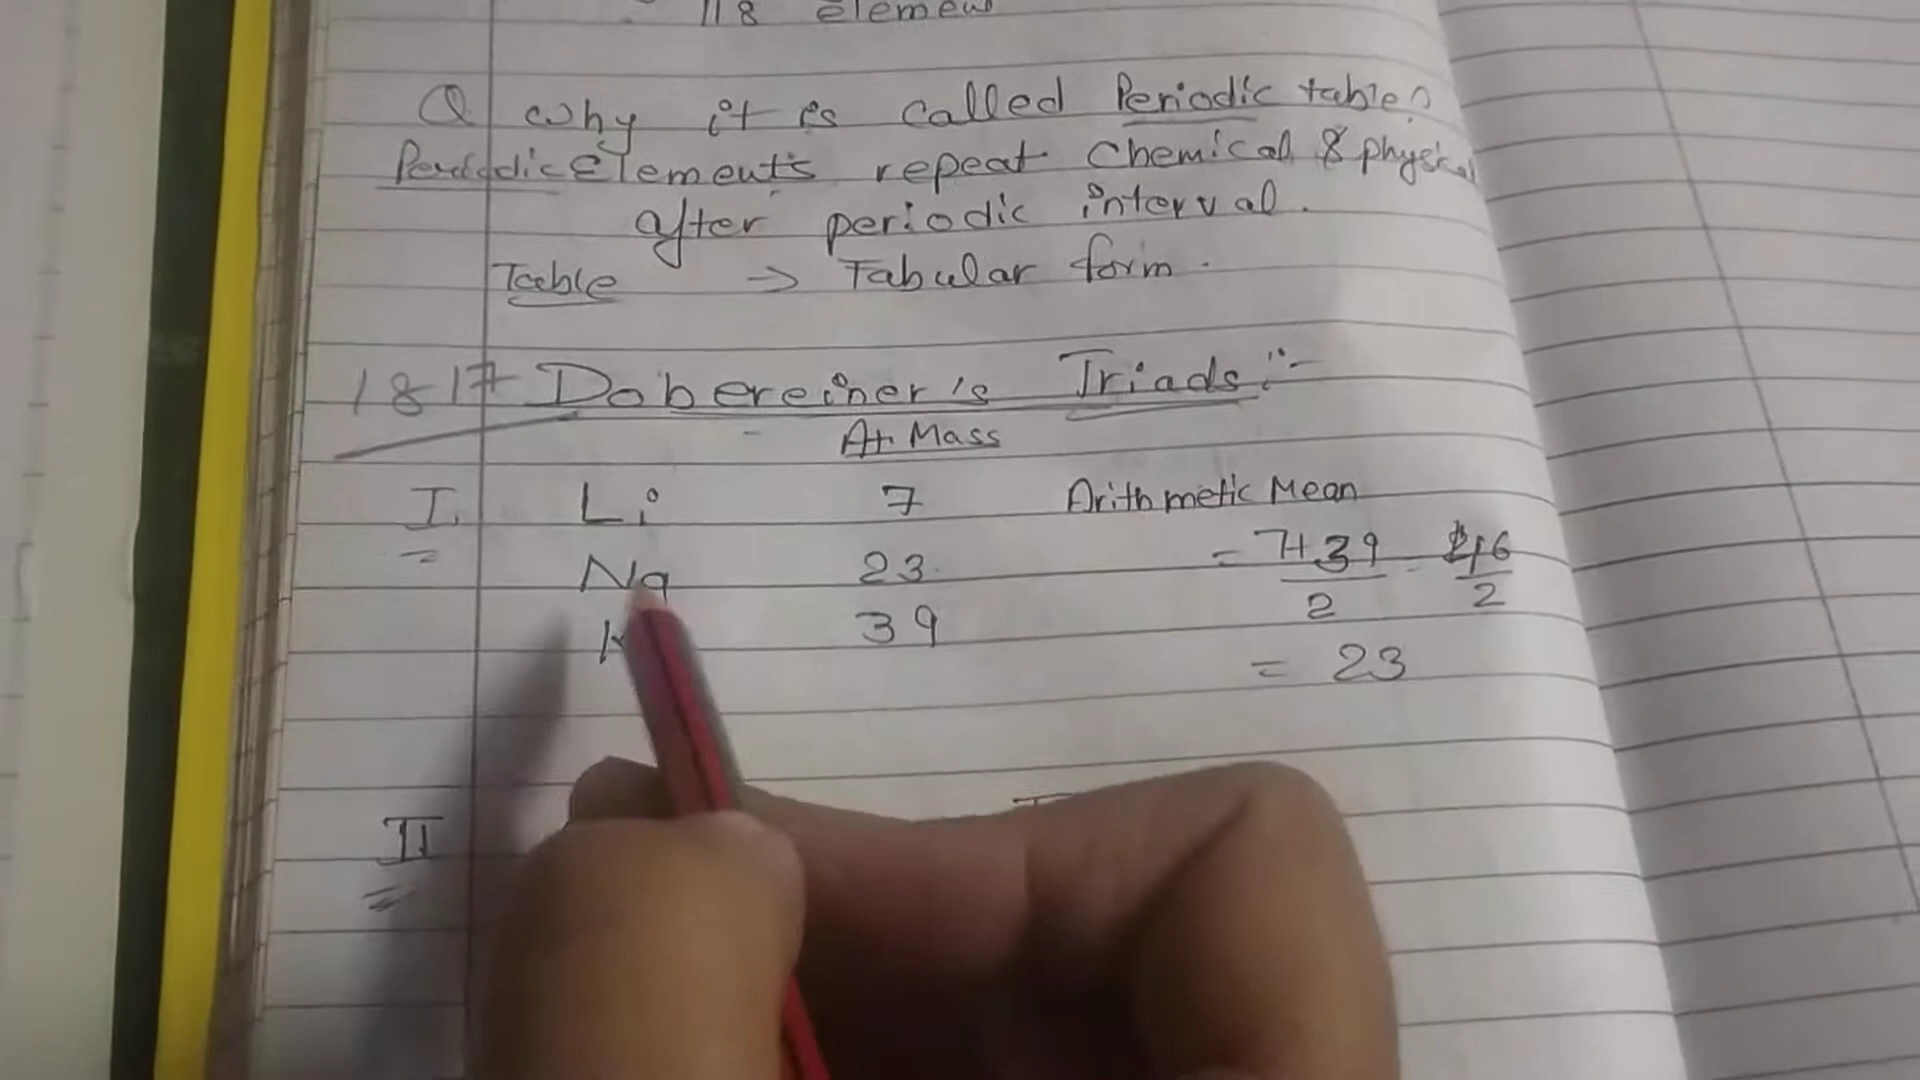 118 element
Q Why it is called Periodic table?
Periodic Elements repeat Chemical & physical
after periodic interval.
Table → Tabular form.
1817 Dobereiner's Triads:-
At. Mass
I. Li 7 Arithmetic Mean
Na 23 = 7+39/2 = 46/2
K 39
= 23
II